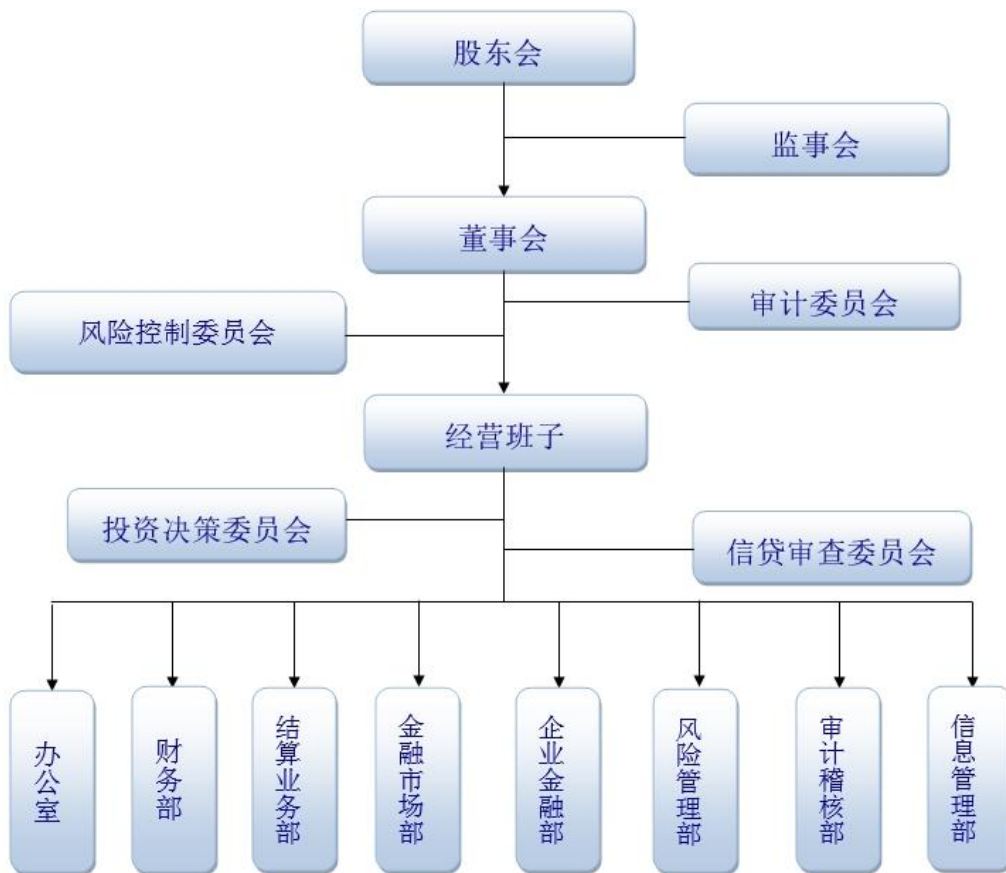 股东会
监事会
董事会
审计委员会
风险控制委员会
经营班子
投资决策委员会
信贷审查委员会
办公室
财务部
结算业务部
金融市场部
企业金融部
风险管理部
审计稽核部
信息管理部